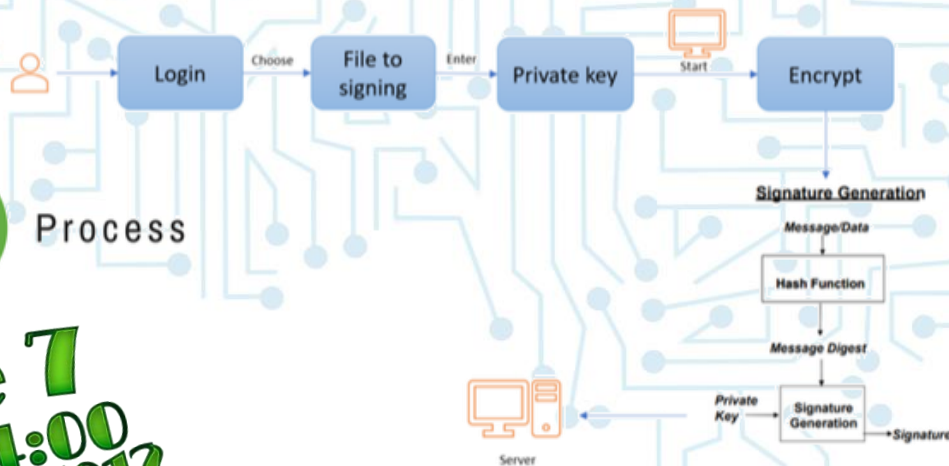 Login
Choose
File to
signing
Enter
Private key
Start
Encrypt
Signature Generation
Message/Data
Hash Function
Message Digest
Private
Key
Signature
Generation
Signature
Server
Process
7